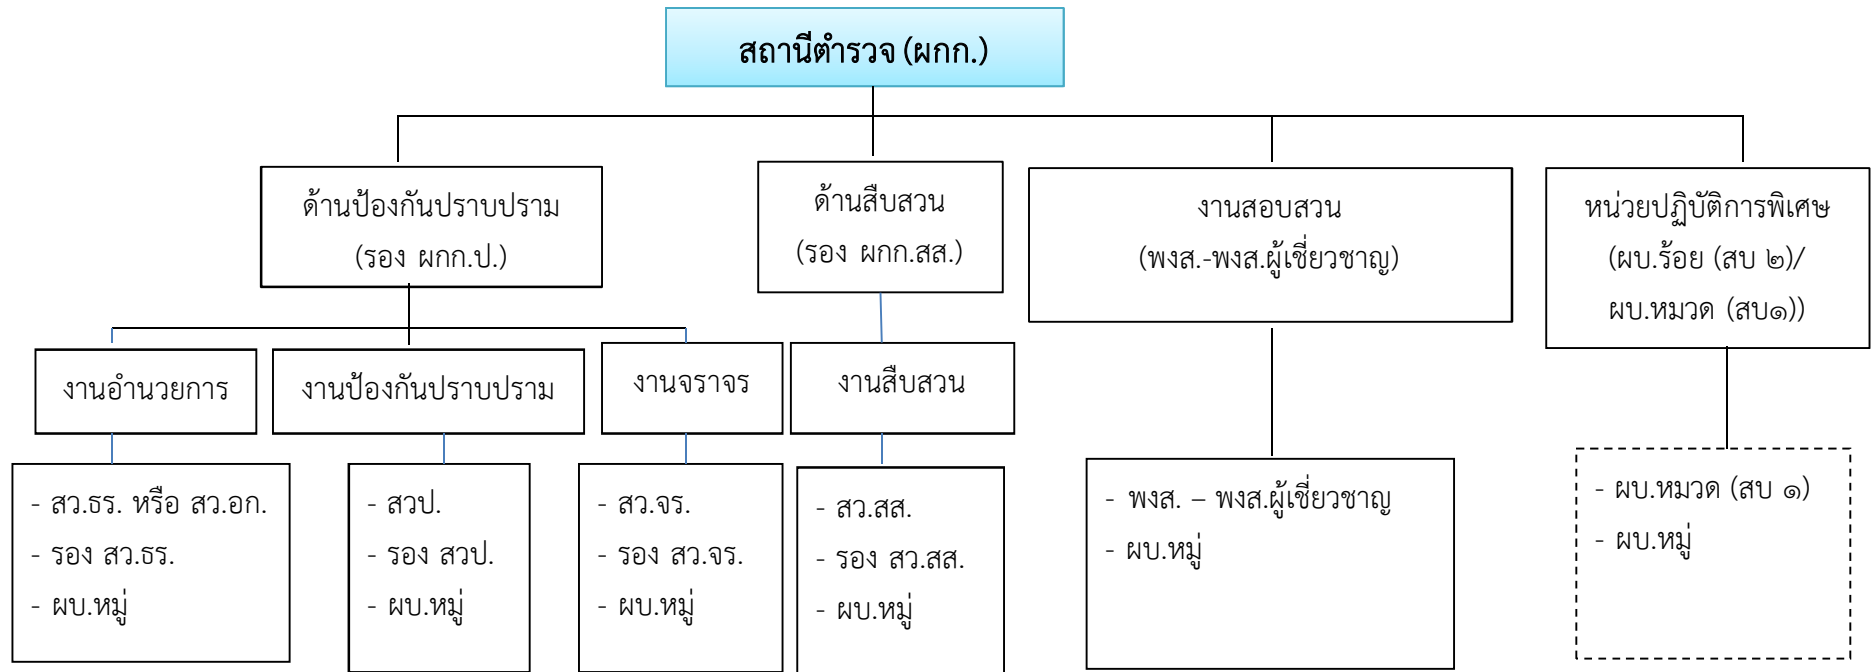 สถานีตำรวจ (ผกก.)
ด้านป้องกันปราบปราม
(รอง ผกก.ป.)
ด้านสืบสวน
(รอง ผกก.สส.)
งานสอบสวน
(พงส.-พงส.ผู้เชี่ยวชาญ)
หน่วยปฏิบัติการพิเศษ
(ผบ.ร้อย (สบ ๒)/
ผบ.หมวด (สบ๑))
งานอำนวยการ
งานป้องกันปราบปราม
งานจราจร
งานสืบสวน
- สว.ธร. หรือ สว.อก.
- รอง สว.ธร.
- ผบ.หมู่
- สวป.
- รอง สวป.
- ผบ.หมู่
- สว.จร.
- รอง สว.จร.
- ผบ.หมู่
- สว.สส.
- รอง สว.สส.
- ผบ.หมู่
- พงส. – พงส.ผู้เชี่ยวชาญ
- ผบ.หมู่
- ผบ.หมวด (สบ ๑)
- ผบ.หมู่